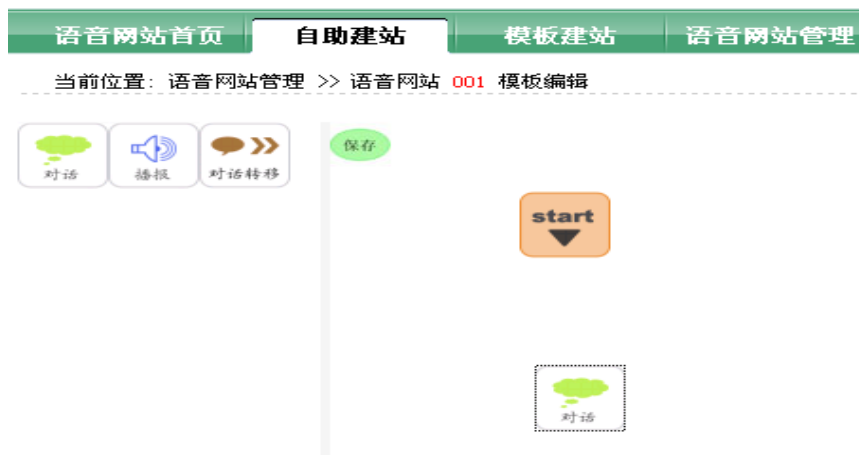 语音网站首页 自助建站 模板建站 语音网站管理
当前位置: 语音网站管理 >> 语音网站 001 模板编辑
对话 播报 对话转移 保存
start
对话